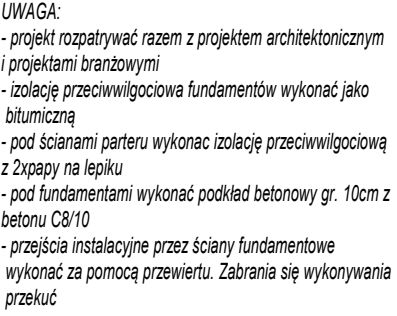 UWAGA:
- projekt rozpatrywać razem z projektem architektonicznym
i projektami branżowymi
- izolację przeciwwilgociowa fundamentów wykonać jako
bitumiczną
- pod ścianami parteru wykonac izolację przeciwwilgociową
z 2xpapy na lepiku
- pod fundamentami wykonać podkład betonowy gr. 10cm z
betonu C8/10
- przejścia instalacyjne przez ściany fundamentowe
wykonać za pomocą przewiertu. Zabrania się wykonywania
przekuć